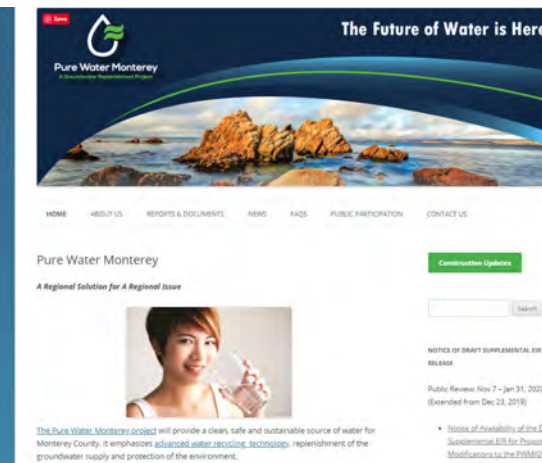 Save
The Future of Water is Here
Pure Water Monterey
A Groundwater Replenishment Project
HOME ABOUT US REPORTS & DOCUMENTS NEWS FAQS PUBLIC PARTICIPATION CONTACT US
Pure Water Monterey
A Regional Solution for A Regional Issue
The Pure Water Monterey project will provide a clean, safe and sustainable source of water for
Monterey County. It emphasizes advanced water recycling technology, replenishment of the
groundwater supply and protection of the environment.
Construction Updates
Search
NOTICE OF DRAFT SUPPLEMENTAL EIR
RELEASE
Public Review: Nov 7 – Jan 31, 2020
(Extended from Dec 23, 2019)
Notice of Availability of the D
Supplemental EIR for Propos
Modifications to the PWM/G